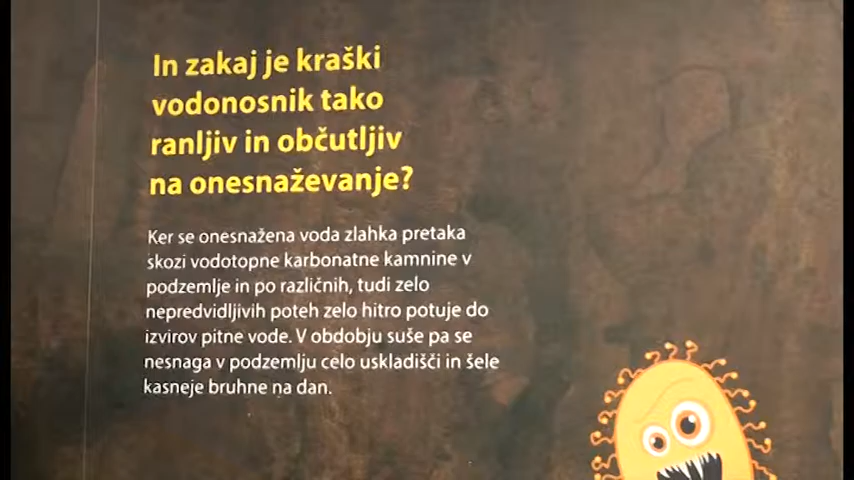 In zakaj je kraški
vodonosnik tako
ranljiv in občutljiv
na onesnaževanje?
Ker se onesnažena voda zlahka pretaka
skozi vodotopne karbonatne kamnine v
podzemlje in po različnih, tudi zelo
nepredvidljivih poteh zelo hitro potuje do
izvirov pitne vode. V obdobju suše pa se
nesnaga v podzemlju celo uskladišči in šele
kasneje bruhne na dan.